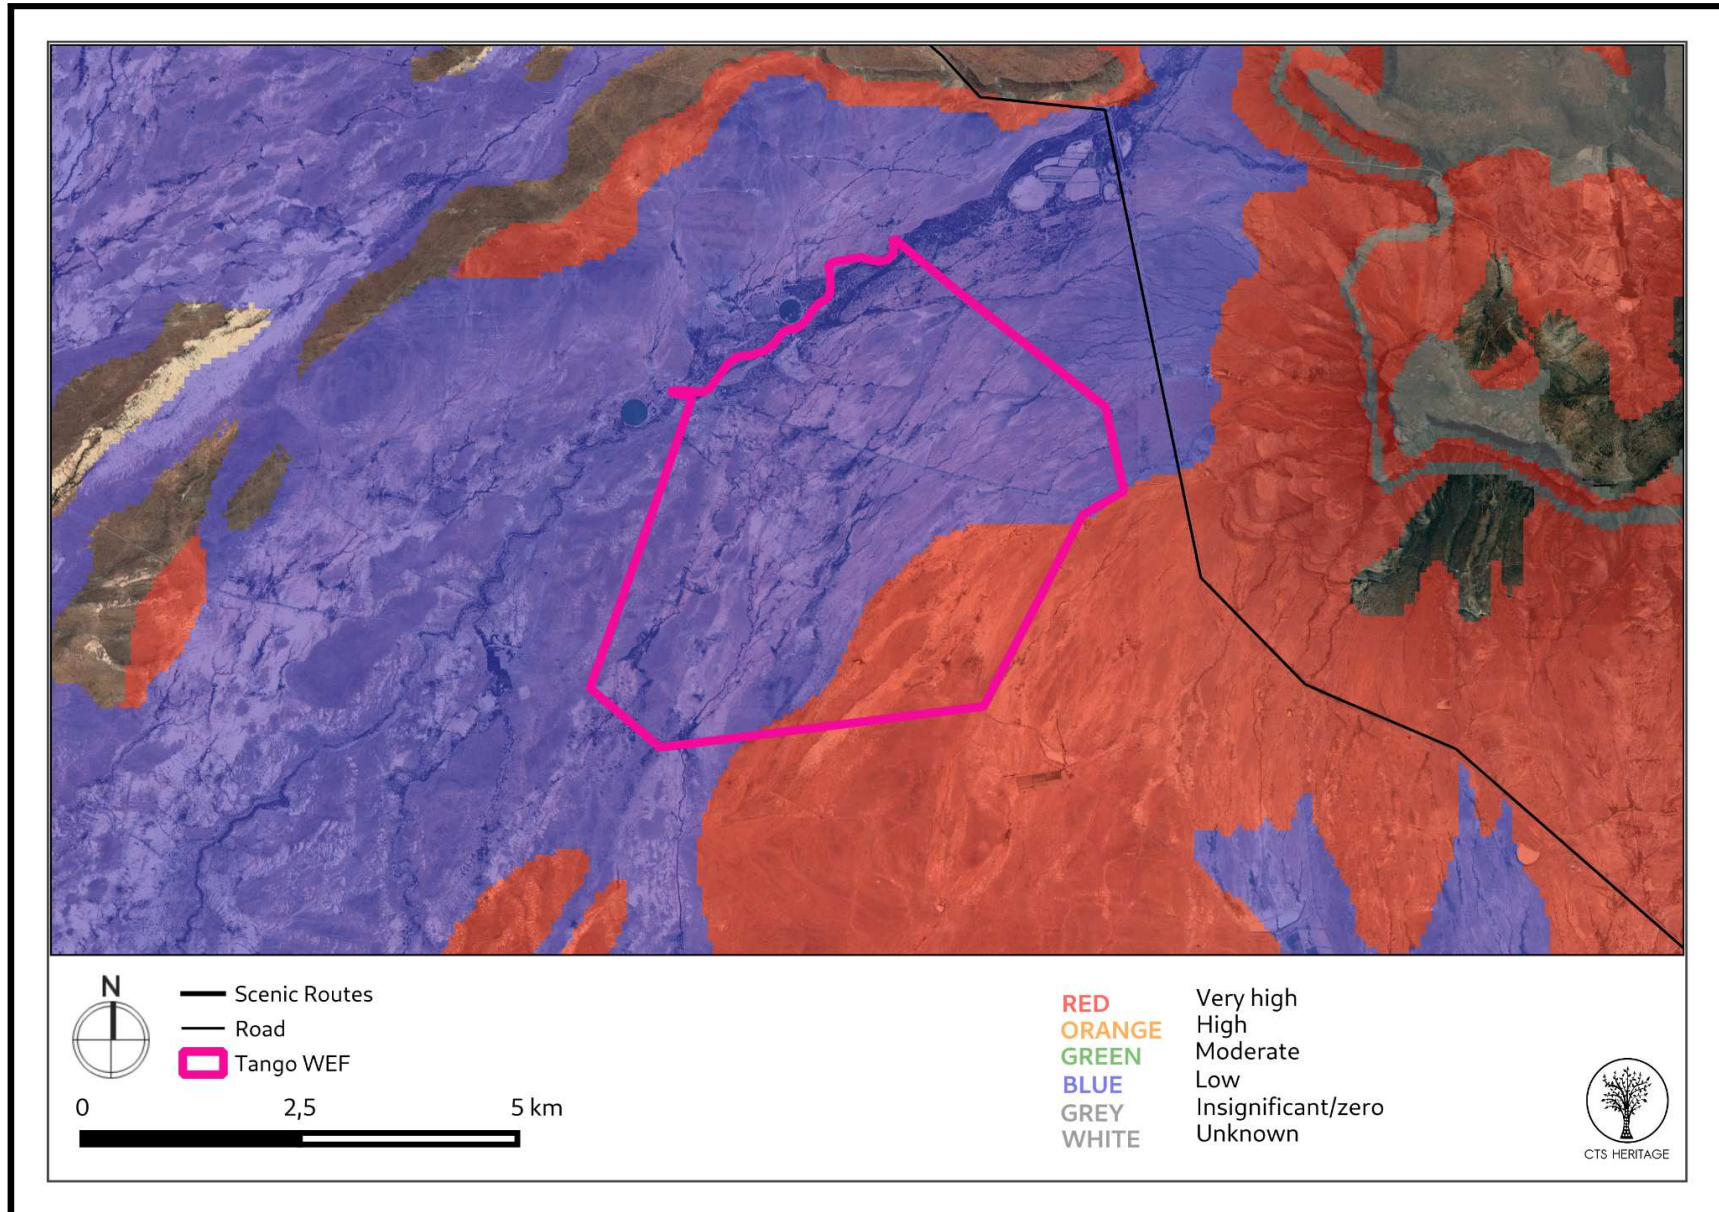 N
Scenic Routes
Road
Tango WEF
0 2,5 5 km
RED Very high
ORANGE High
GREEN Moderate
BLUE Low
GREY Insignificant/zero
WHITE Unknown
CTS HERITAGE